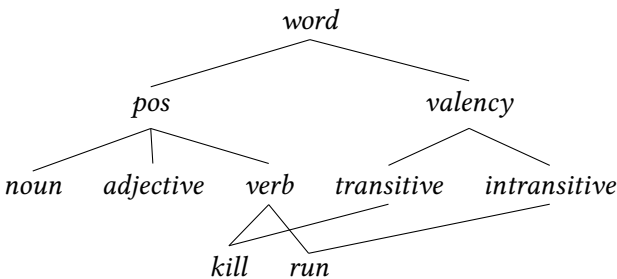 word
pos valency
noun adjective verb transitive intransitive
kill run